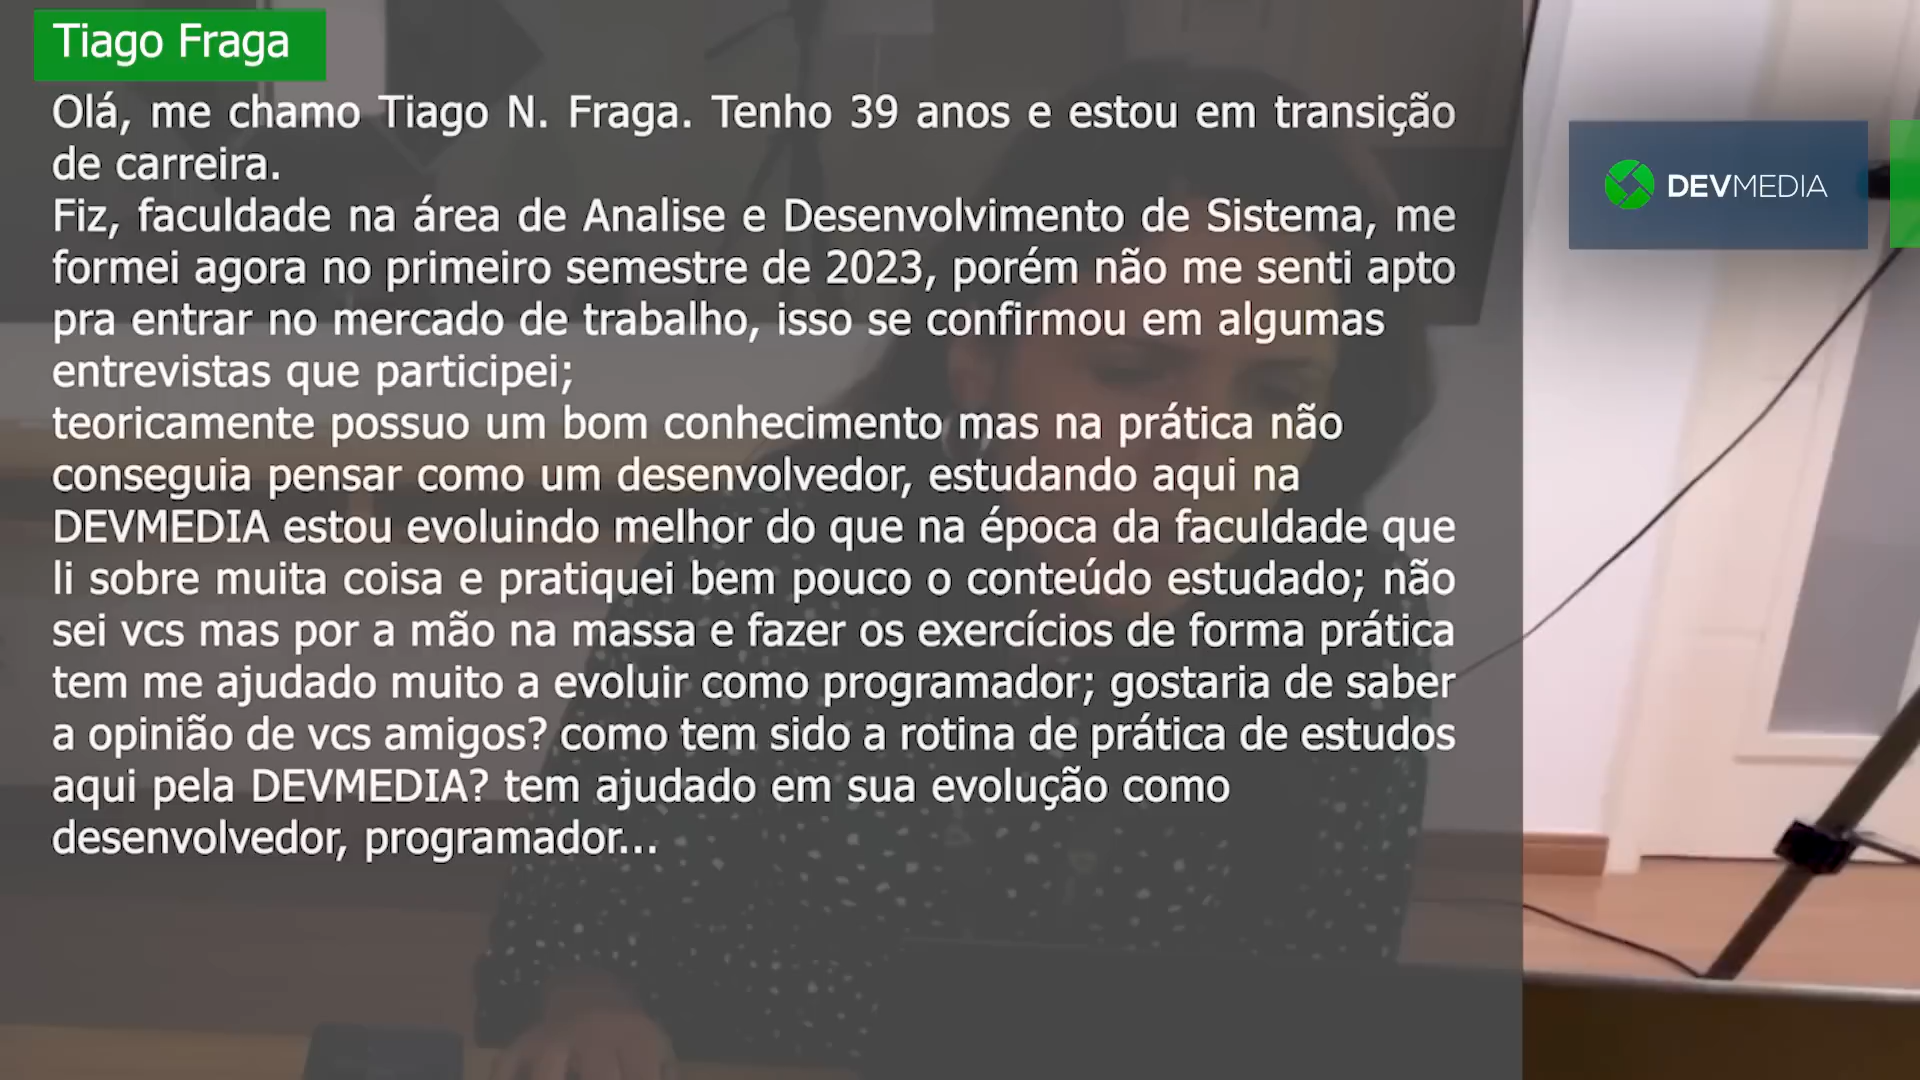 Tiago Fraga
Olá, me chamo Tiago N. Fraga. Tenho 39 anos e estou em transição
de carreira.
Fiz, faculdade na área de Analise e Desenvolvimento de Sistema, me
formei agora no primeiro semestre de 2023, porém não me senti apto
pra entrar no mercado de trabalho, isso se confirmou em algumas
entrevistas que participei;
teoricamente possuo um bom conhecimento mas na prática não
conseguia pensar como um desenvolvedor, estudando aqui na
DEVMEDIA estou evoluindo melhor do que na época da faculdade que
li sobre muita coisa e pratiquei bem pouco o conteúdo estudado; não
sei vcs mas por a mão na massa e fazer os exercícios de forma prática
tem me ajudado muito a evoluir como programador; gostaria de saber
a opinião de vcs amigos? como tem sido a rotina de prática de estudos
aqui pela DEVMEDIA? tem ajudado em sua evolução como
desenvolvedor, programador...
DEVMEDIA